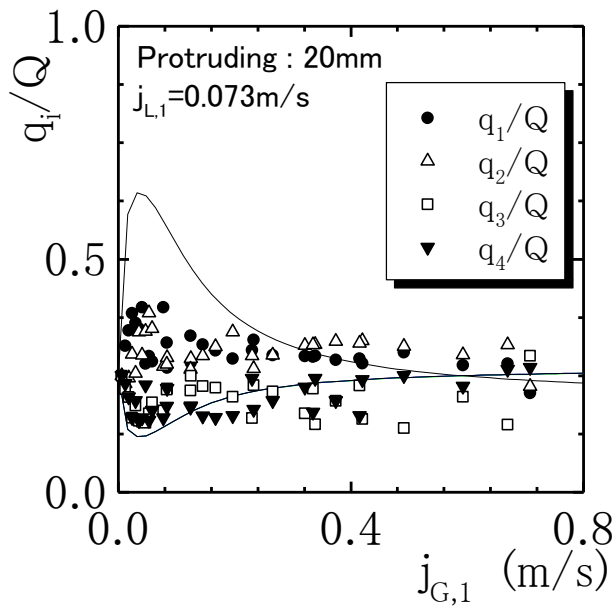 1.0
Protruding : 20mm
j_L,1=0.073m/s
q_i/Q
q_1/Q
q_2/Q
q_3/Q
q_4/Q
0.5
0.0
0.0 0.4 0.8
j_G,1 (m/s)